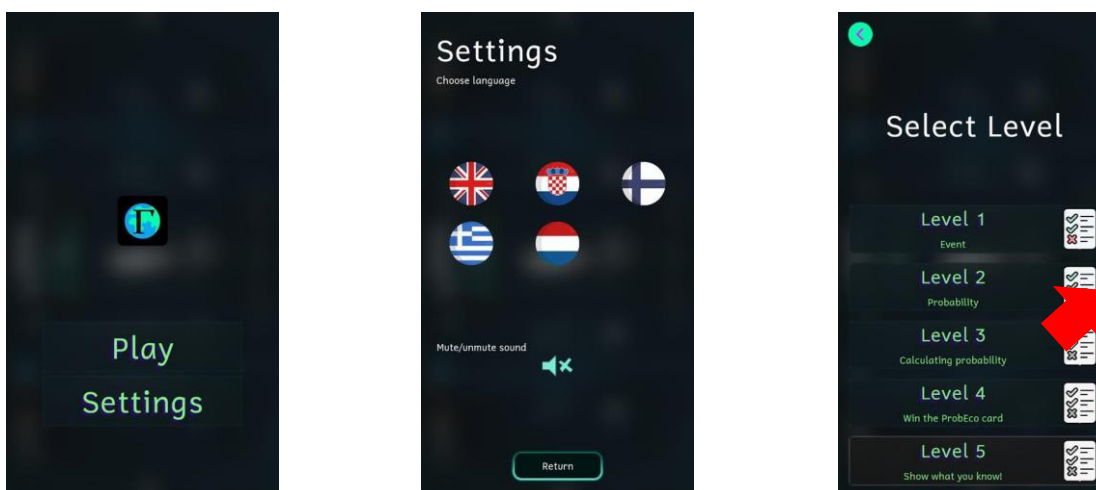 Γ
Play
Settings
Settings
Choose language
Mute/unmute sound
Return
Select Level
Level 1
Event
Level 2
Probability
Level 3
Calculating probability
Level 4
Win the ProbEco card
Level 5
Show what you know!